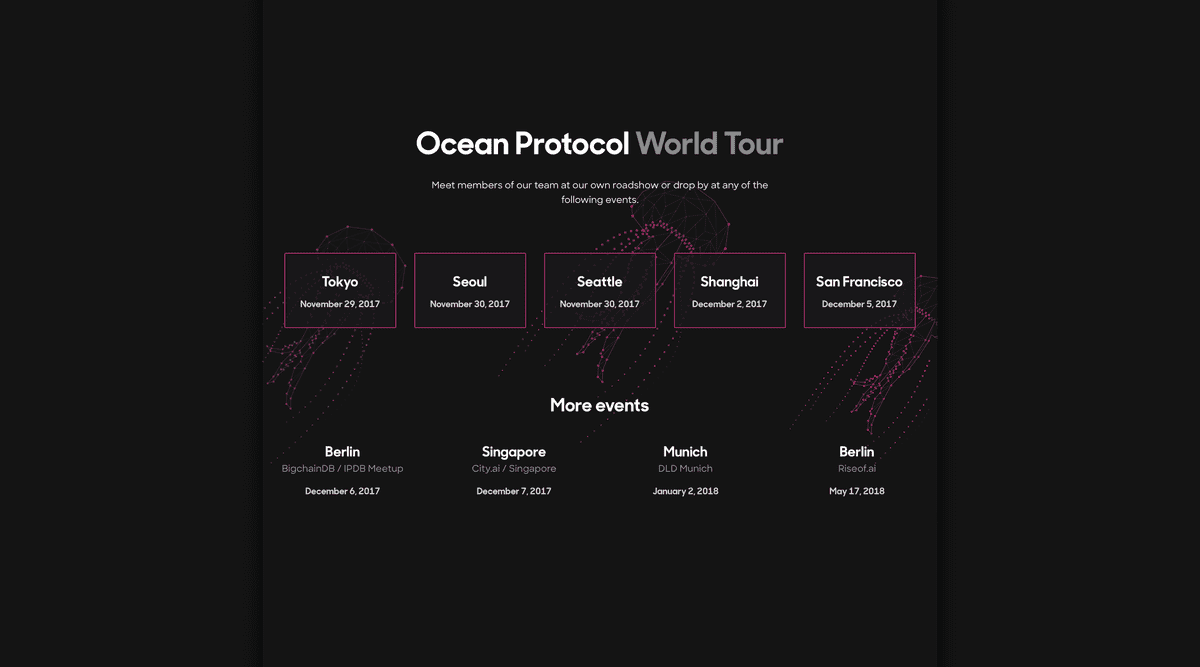 Ocean Protocol World Tour
Meet members of our team at our own roadshow or drop by at any of the
following events.
Tokyo
November 29, 2017
Seoul
November 30, 2017
Seattle
November 30, 2017
Shanghai
December 2, 2017
San Francisco
December 5, 2017
More events
Berlin
BigchainDB / IPDB Meetup
December 6, 2017
Singapore
City.ai / Singapore
December 7, 2017
Munich
DLD Munich
January 2, 2018
Berlin
Riseof.ai
May 17, 2018